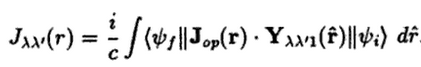 J_{λλ'}(r) = \frac{i}{c} ∫ ⟨ψ_f‖𝐉_{op}(𝐫) · 𝐘_{λλ'1}(𝐫̂)‖ψ_i⟩ d𝑟̂.